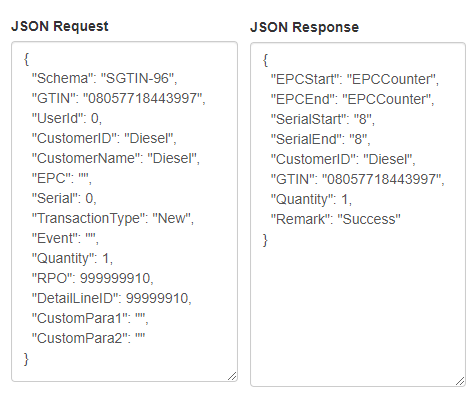 JSON Request
{
"Schema": "SGTIN-96",
"GTIN": "08057718443997",
"UserId": 0,
"CustomerID": "Diesel",
"CustomerName": "Diesel",
"EPC": "",
"Serial": 0,
"TransactionType": "New",
"Event": "",
"Quantity": 1,
"RPO": 999999910,
"DetailLineID": 99999910,
"CustomPara1": "",
"CustomPara2": ""
}
JSON Response
{
"EPCStart": "EPCCounter",
"EPCEnd": "EPCCounter",
"SerialStart": "8",
"SerialEnd": "8",
"CustomerID": "Diesel",
"GTIN": "08057718443997",
"Quantity": 1,
"Remark": "Success"
}